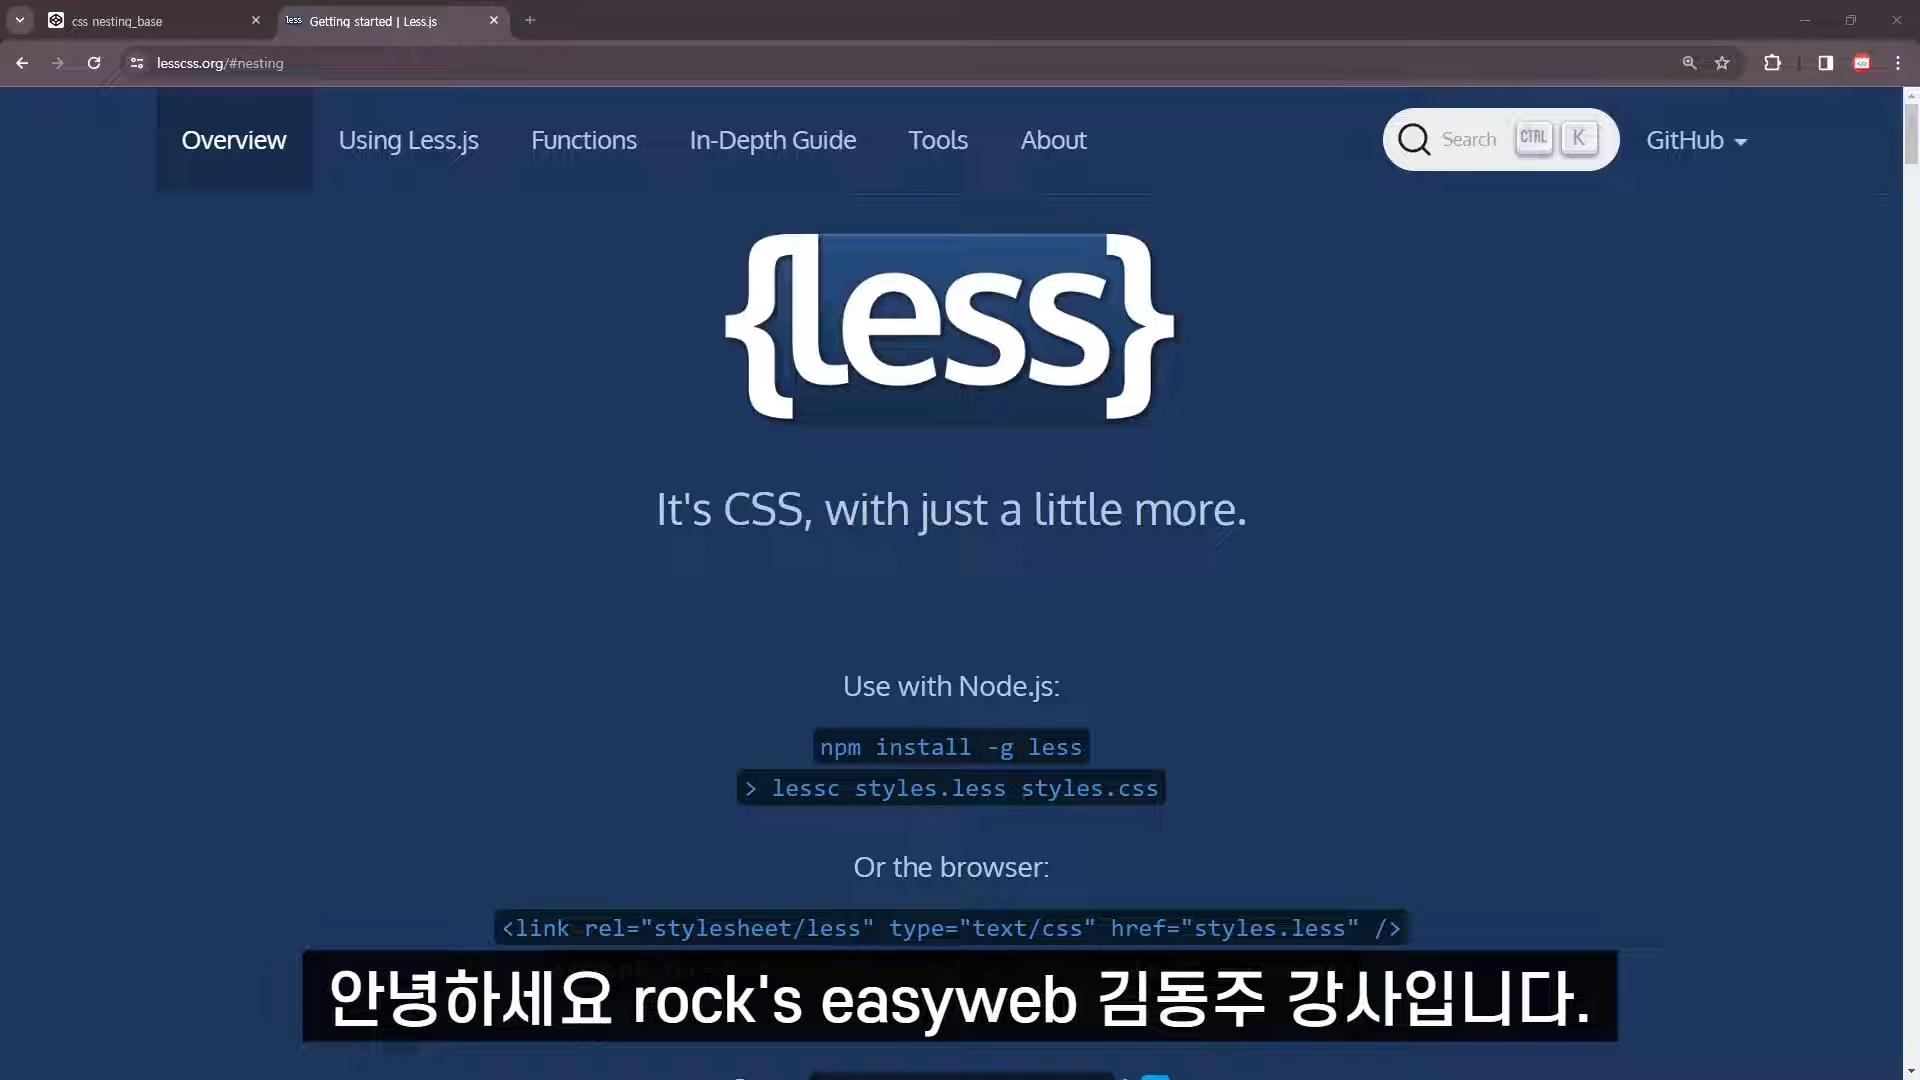 css nesting_base
less Getting started | Less.js
lesscss.org/#nesting
Overview
Using Less.js
Functions
In-Depth Guide
Tools
About
Search
CTRL
K
GitHub
{less}
It's CSS, with just a little more.
Use with Node.js:
npm install -g less
> lessc styles.less styles.css
Or the browser:
<link rel="stylesheet/less" type="text/css" href="styles.less" />
안녕하세요 rock's easyweb 김동주 강사입니다.